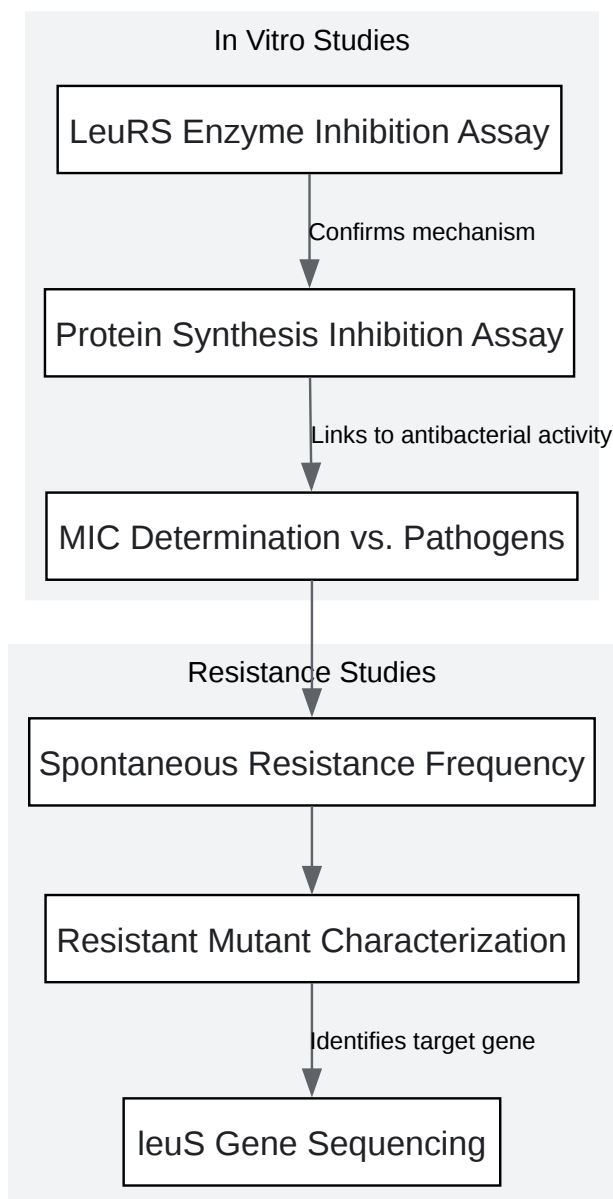 In Vitro Studies
LeuRS Enzyme Inhibition Assay
Confirms mechanism
Protein Synthesis Inhibition Assay
Links to antibacterial activity
MIC Determination vs. Pathogens
Resistance Studies
Spontaneous Resistance Frequency
Resistant Mutant Characterization
Identifies target gene
leuS Gene Sequencing